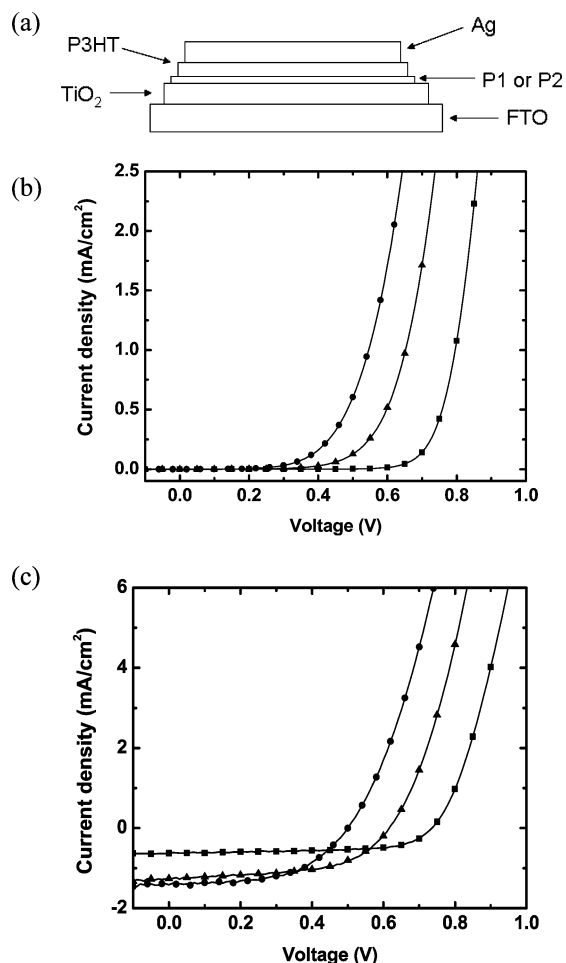 (a)
P3HT
TiO2
Ag
P1 or P2
FTO
(b)
2.5
2.0
1.5
1.0
0.5
0.0
Current density (mA/cm2)
0.0 0.2 0.4 0.6 0.8 1.0
Voltage (V)
(c)
6
4
2
0
-2
Current density (mA/cm2)
0.0 0.2 0.4 0.6 0.8 1.0
Voltage (V)